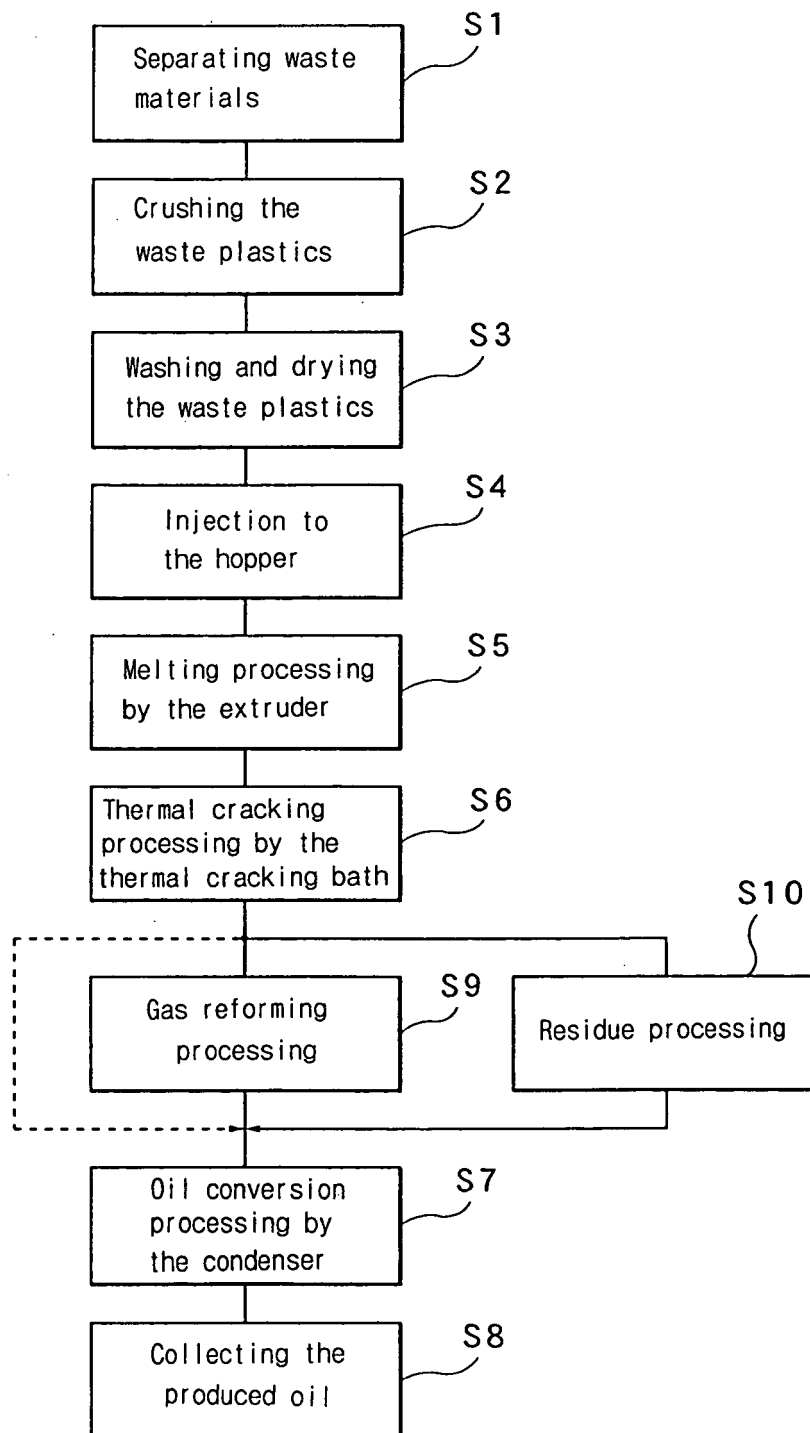 S1
Separating waste
materials
S2
Crushing the
waste plastics
S3
Washing and drying
the waste plastics
S4
Injection to
the hopper
S5
Melting processing
by the extruder
S6
Thermal cracking
processing by the
thermal cracking bath
S10
S9
Gas reforming
processing
Residue processing
S7
Oil conversion
processing by
the condenser
S8
Collecting the
produced oil